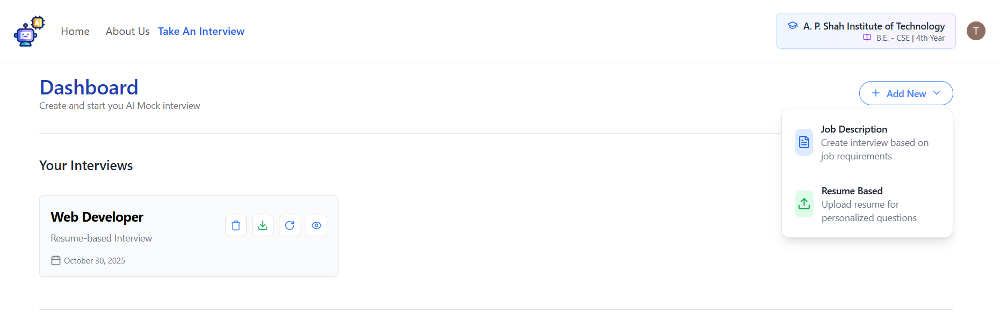 AI
Home
About Us
Take An Interview
A. P. Shah Institute of Technology
B.E. - CSE | 4th Year
T
Dashboard
Create and start you AI Mock interview
Add New
Job Description
Create interview based on
job requirements
Resume Based
Upload resume for
personalized questions
Your Interviews
Web Developer
Resume-based Interview
October 30, 2025